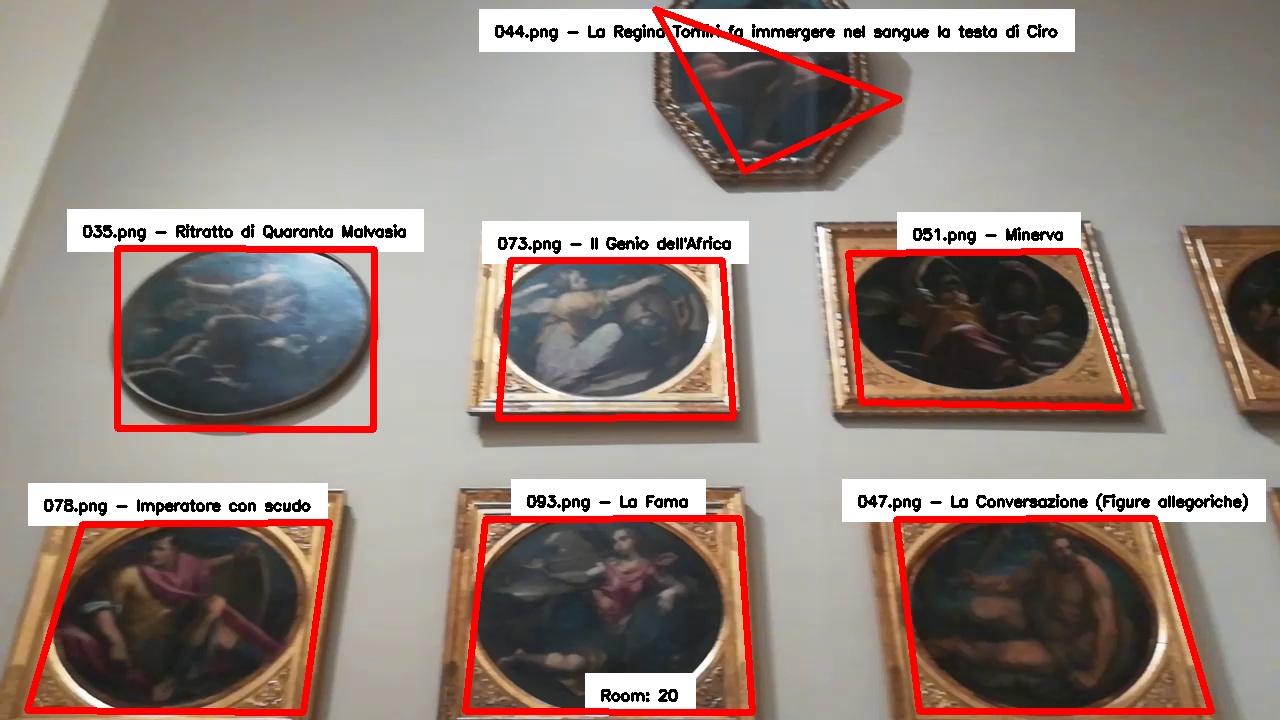 044.png - La Regina Tomiri fa immergere nel sangue la testa di Ciro
035.png - Ritratto di Quaranta Malvasia
073.png - Il Genio dell'Africa
051.png - Minerva
078.png - Imperatore con scudo
093.png - La Fama
047.png - La Conversazione (Figure allegoriche)
Room: 20